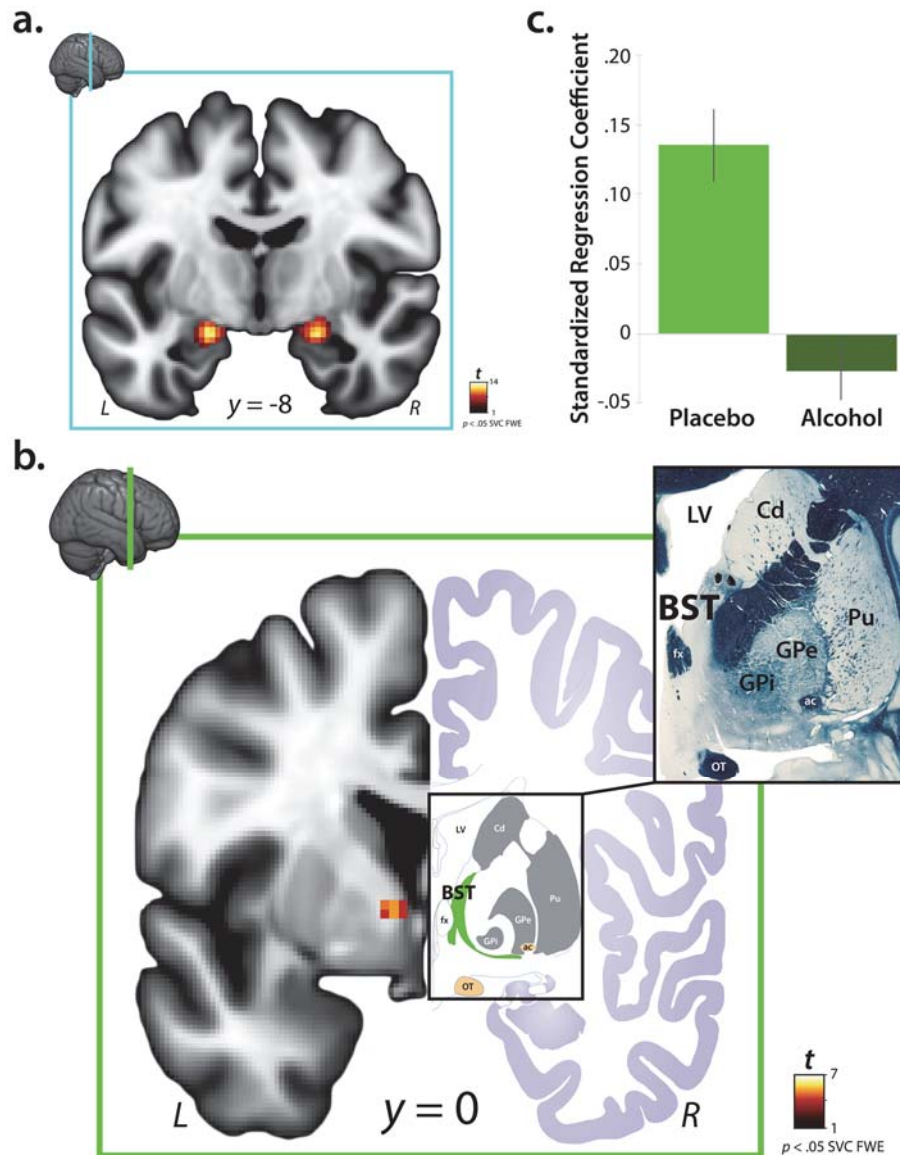 a.
L
y = -8
R
t
14
1
p < .05 SVC FWE
c.
Standardized Regression Coefficient
.20
.15
.10
.05
0
-.05
Placebo
Alcohol
b.
LV
Cd
BST
Pu
fx
GPe
GPi
ac
OT
LV
Cd
BST
Pu
fx
GPe
GPi
ac
OT
L
y = 0
R
t
7
1
p < .05 SVC FWE